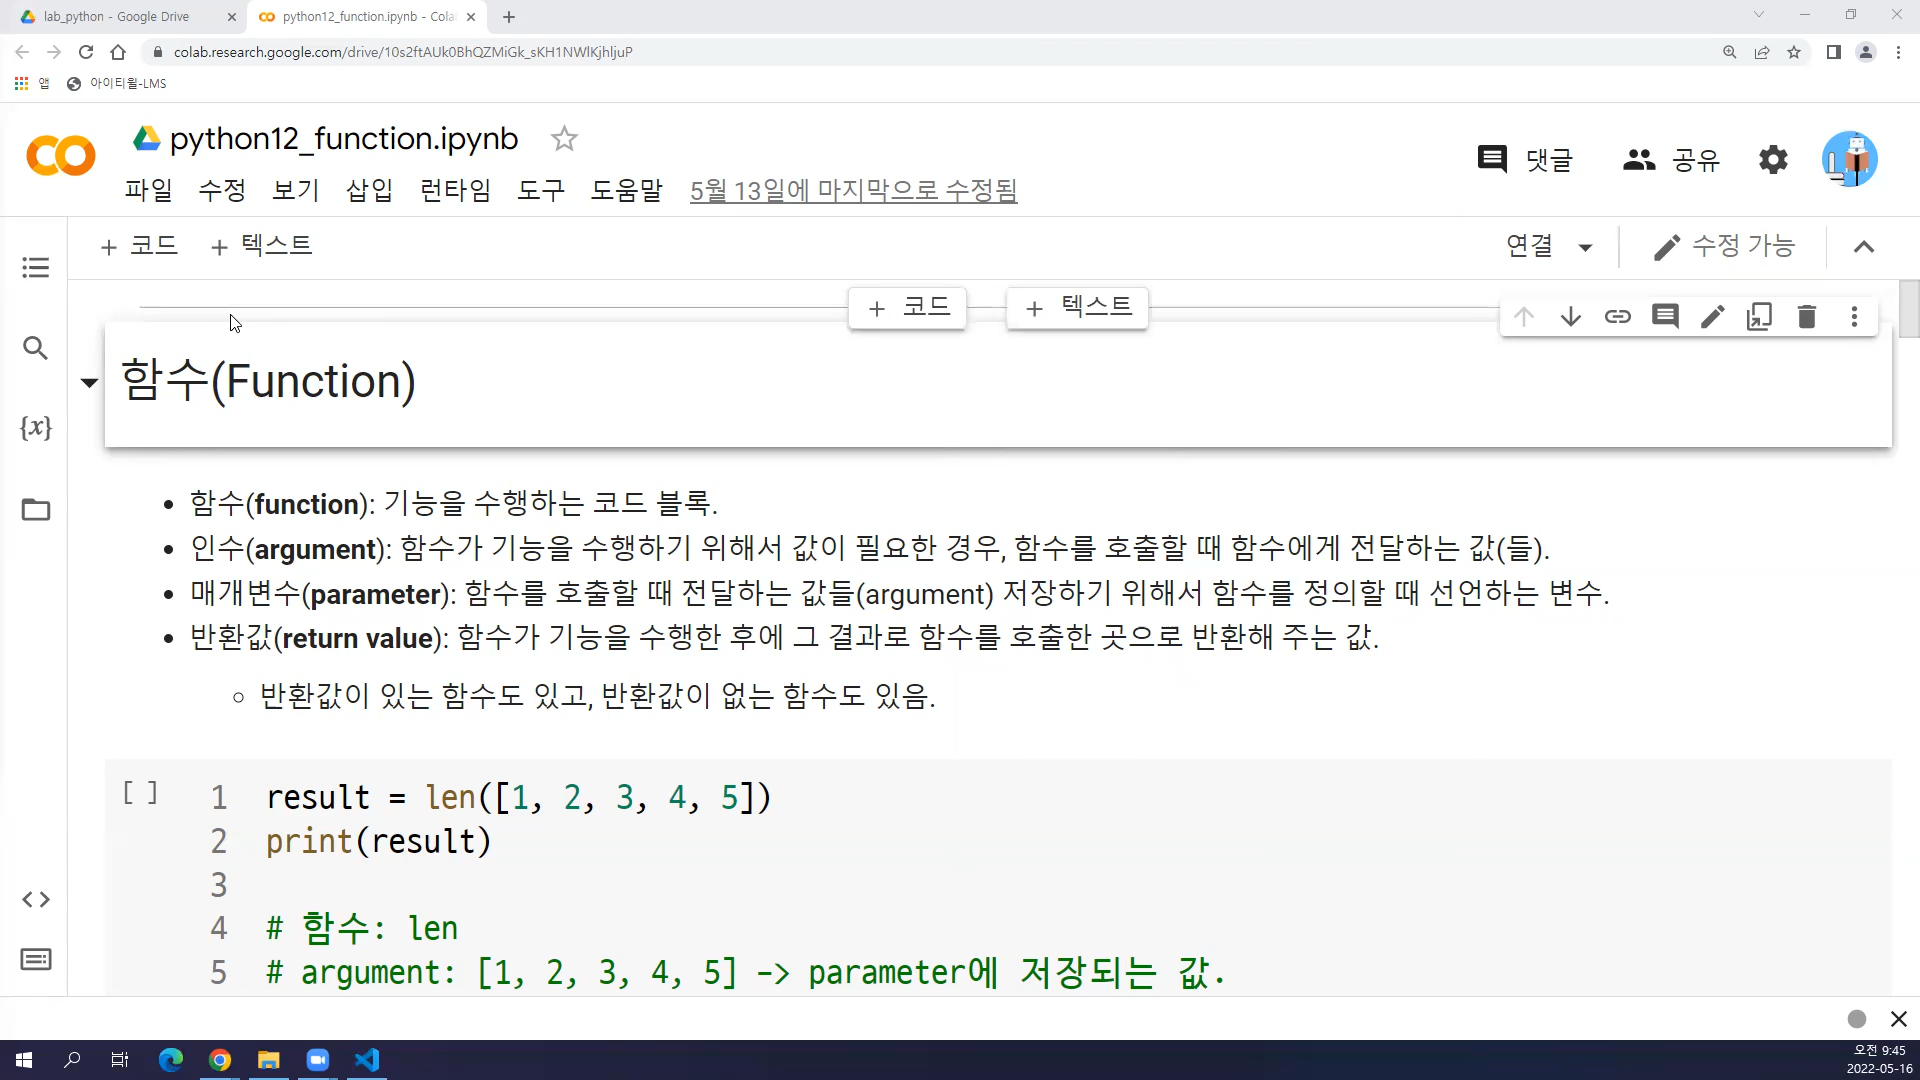 lab_python - Google Drive
python12_function.ipynb - Cola
colab.research.google.com/drive/10s2ftAUk0BhQZMiGk_sKH1NWlKjhljuP
앱 아이티윌-LMS
python12_function.ipynb
댓글 공유
파일 수정 보기 삽입 런타임 도구 도움말 5월 13일에 마지막으로 수정됨
+ 코드 + 텍스트
연결 수정 가능
+ 코드 + 텍스트
함수(Function)
• 함수(function): 기능을 수행하는 코드 블록.
• 인수(argument): 함수가 기능을 수행하기 위해서 값이 필요한 경우, 함수를 호출할 때 함수에게 전달하는 값(들).
• 매개변수(parameter): 함수를 호출할 때 전달하는 값들(argument) 저장하기 위해서 함수를 정의할 때 선언하는 변수.
• 반환값(return value): 함수가 기능을 수행한 후에 그 결과로 함수를 호출한 곳으로 반환해 주는 값.
◦ 반환값이 있는 함수도 있고, 반환값이 없는 함수도 있음.
[ ] 1 result = len([1, 2, 3, 4, 5])
2 print(result)
3
4 # 함수: len
5 # argument: [1, 2, 3, 4, 5] -> parameter에 저장되는 값.
{x}
오전 9:45
2022-05-16